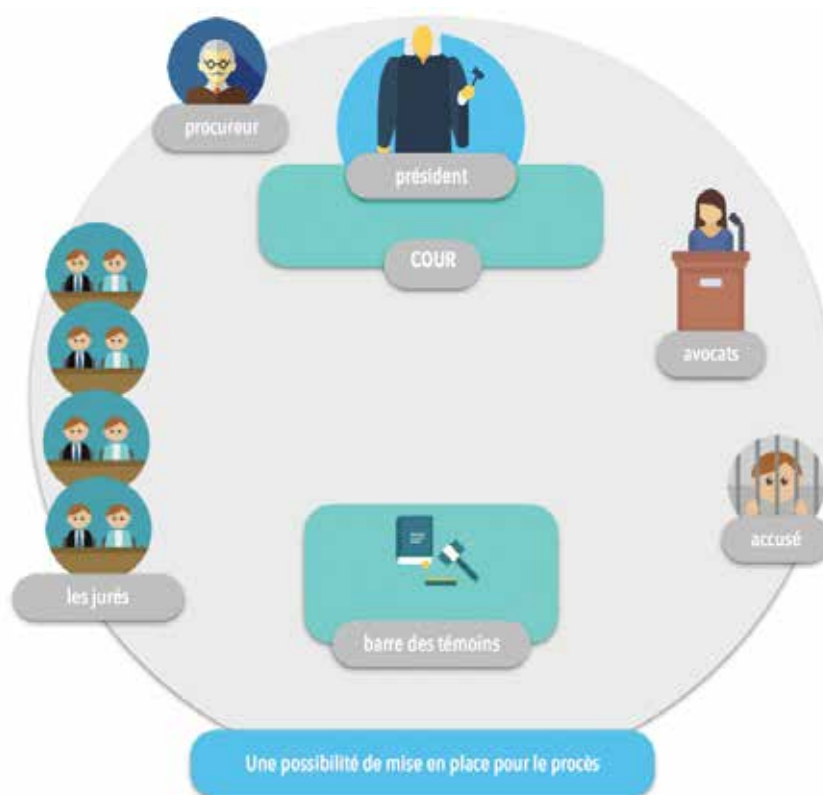 procureur
président
COUR
avocats
accusé
les jurés
barre des témoins
Une possibilité de mise en place pour le procès